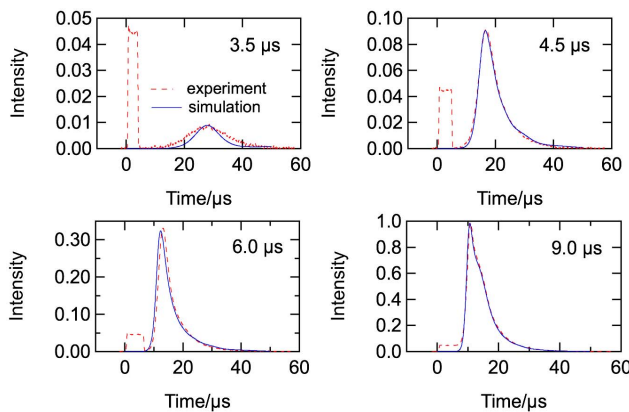 0.05
0.04
0.03
0.02
0.01
0.00
Intensity
3.5 µs
experiment
simulation
0 20 40 60
Time/µs
0.10
0.08
0.06
0.04
0.02
0.00
Intensity
4.5 µs
0 20 40 60
Time/µs
0.30
0.20
0.10
0.00
Intensity
6.0 µs
0 20 40 60
Time/µs
1.0
0.8
0.6
0.4
0.2
0.0
Intensity
9.0 µs
0 20 40 60
Time/µs